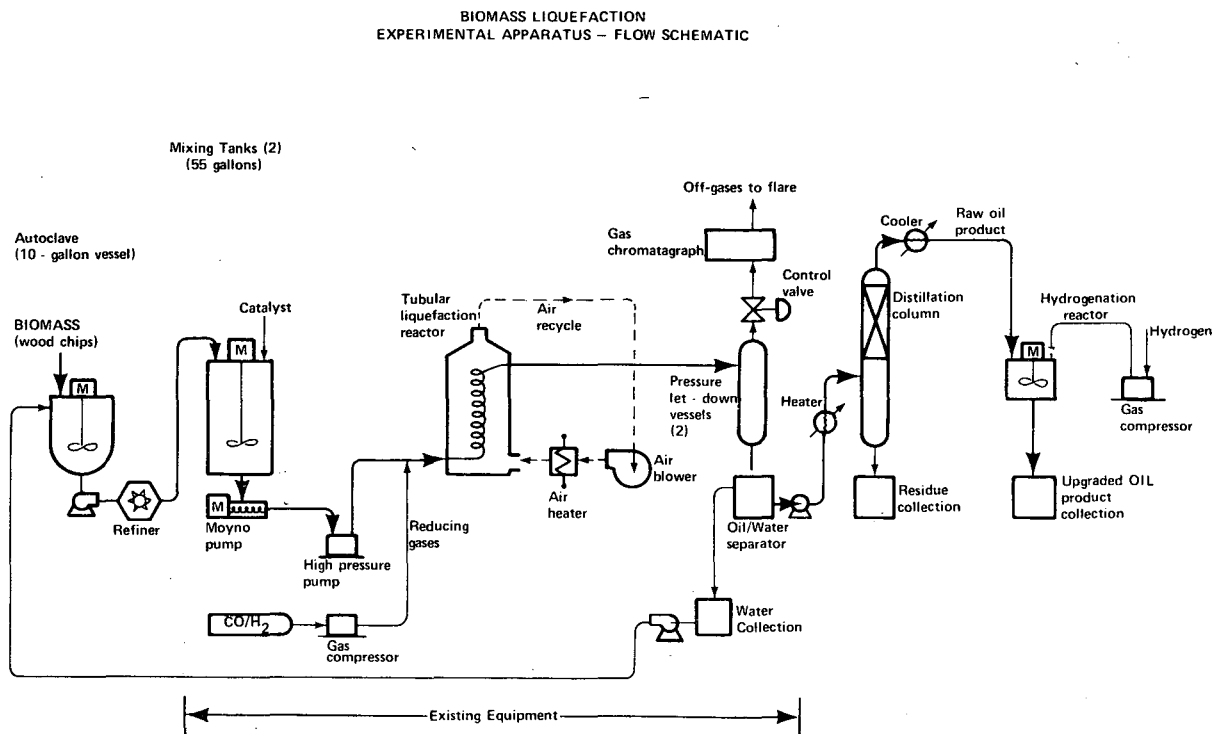 BIOMASS LIQUEFACTION
EXPERIMENTAL APPARATUS – FLOW SCHEMATIC
Mixing Tanks (2)
(55 gallons)
Autoclave
(10 - gallon vessel)
BIOMASS
(wood chips)
M
Refiner
Catalyst
M
M
Moyno
pump
High pressure
pump
CO/H2
Gas
compressor
Reducing
gases
Tubular
liquefaction
reactor
Air
recycle
Air
heater
Air
blower
Off-gases to flare
Gas
chromatagraph
Control
valve
Pressure
let - down
vessels
(2)
Oil/Water
separator
Water
Collection
Heater
Cooler
Distillation
column
Residue
collection
Raw oil
product
Hydrogenation
reactor
M
Hydrogen
Gas
compressor
Upgraded OIL
product
collection
Existing Equipment